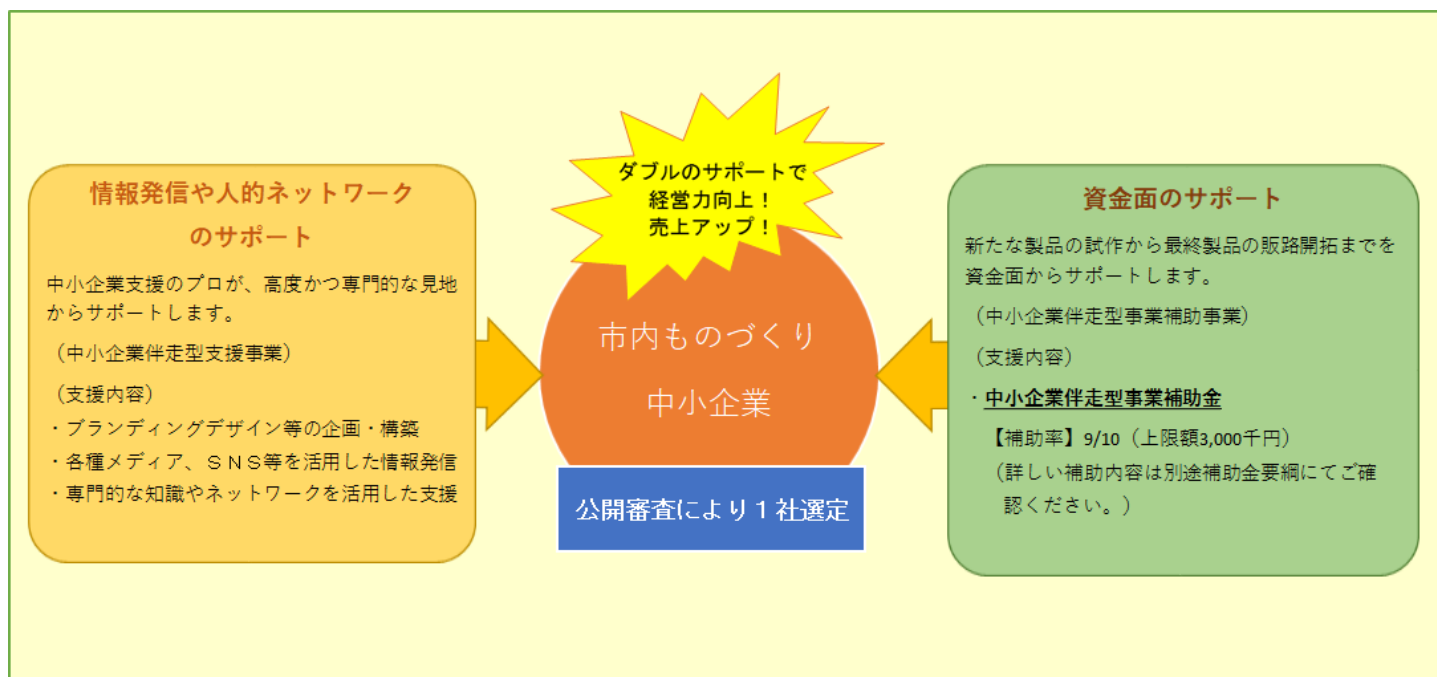 ダブルのサポートで
経営力向上！
売上アップ！
情報発信や人的ネットワーク
のサポート
中小企業支援のプロが、高度かつ専門的な見地
からサポートします。
（中小企業伴走型支援事業）
（支援内容）
・ブランディングデザイン等の企画・構築
・各種メディア、ＳＮＳ等を活用した情報発信
・専門的な知識やネットワークを活用した支援
市内ものづくり
中小企業
公開審査により１社選定
資金面のサポート
新たな製品の試作から最終製品の販路開拓までを
資金面からサポートします。
（中小企業伴走型事業補助事業）
（支援内容）
・中小企業伴走型事業補助金
【補助率】9/10（上限額3,000千円）
（詳しい補助内容は別途補助金要綱にてご確
認ください。）